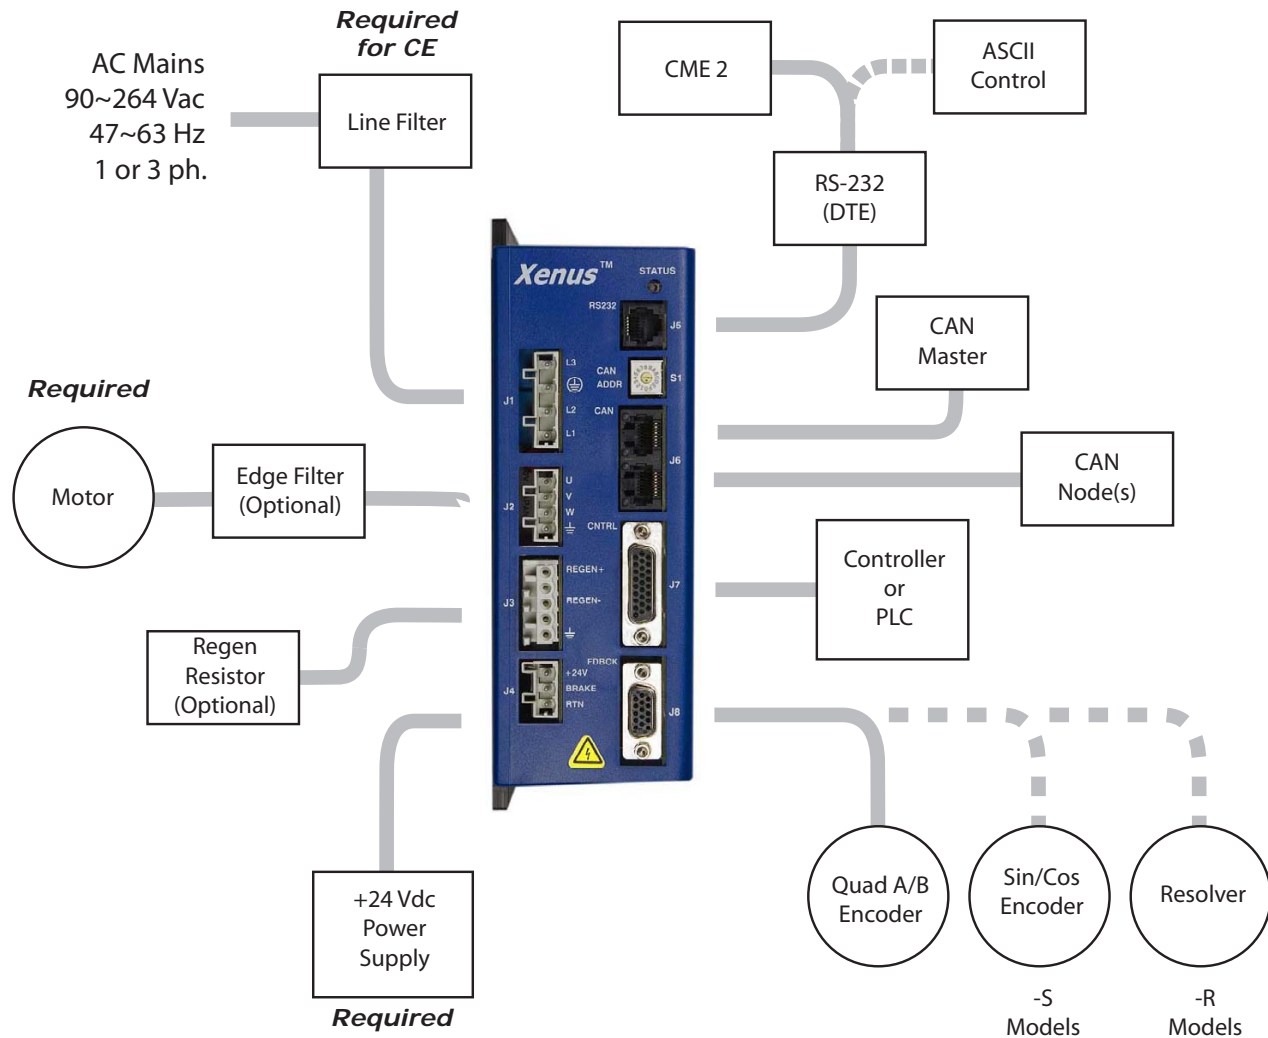 Required
for CE
AC Mains
90~264 Vac
47~63 Hz
1 or 3 ph.
Line Filter
CME 2
ASCII
Control
RS-232
(DTE)
CAN
Master
CAN
Node(s)
Controller
or
PLC
Required
Motor
Edge Filter
(Optional)
Regen
Resistor
(Optional)
+24 Vdc
Power
Supply
Required
Xenus™
STATUS
RS232
J5
L3
CAN
ADDR
S1
J1
L2
CAN
L1
J6
U
V
J2
W
CNTRL
REGEN+
J7
J3
REGEN-
FDBCK
+24V
J4
BRAKE
RTN
J8
Quad A/B
Encoder
Sin/Cos
Encoder
Resolver
-S
Models
-R
Models